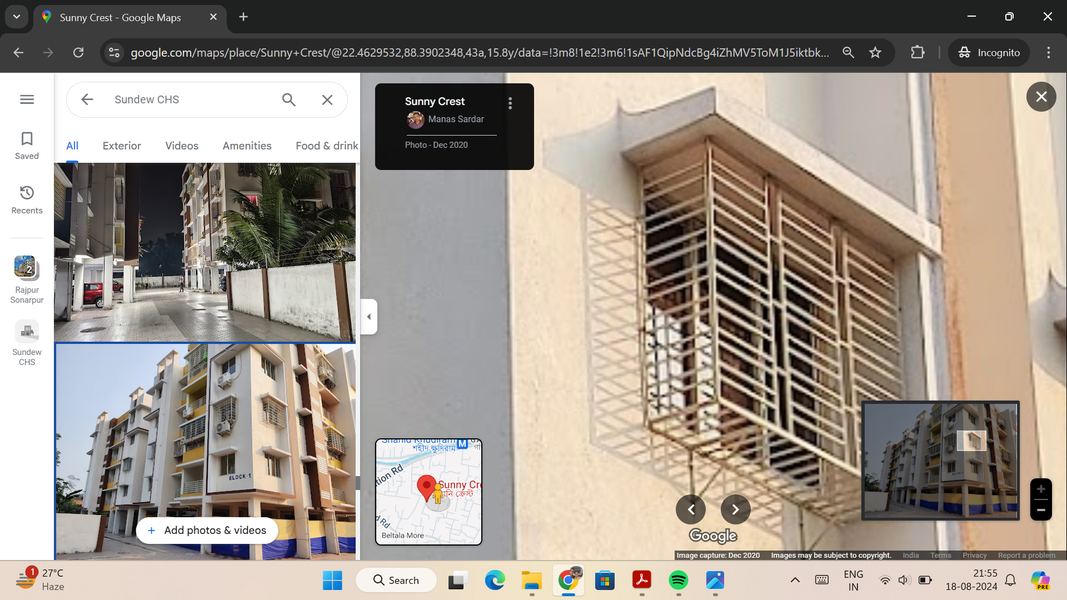 Sunny Crest - Google Maps
google.com/maps/place/Sunny+Crest/@22.4629532,88.3902348,43a,15.8y/data=!3m8!1e2!3m6!1sAF1QipNdcBg4iZhMV5ToM1J5iktbk...
Incognito
Sundew CHS
Saved
Recents
2
Rajpur
Sonarpur
Sundew
CHS
All Exterior Videos Amenities Food & drink
BLOCK-1
Add photos & videos
Sunny Crest
Manas Sardar
Photo - Dec 2020
Shahid Khudiram
শহীদ ক্ষুদিরাম
tion Rd
Sunny Cre
নি ক্রেস্ট
Rd
Beltala More
Google
Image capture: Dec 2020 Images may be subject to copyright. India Terms Privacy Report a problem
1
27°C
Haze
Search
ENG
IN
21:55
18-08-2024
PRE